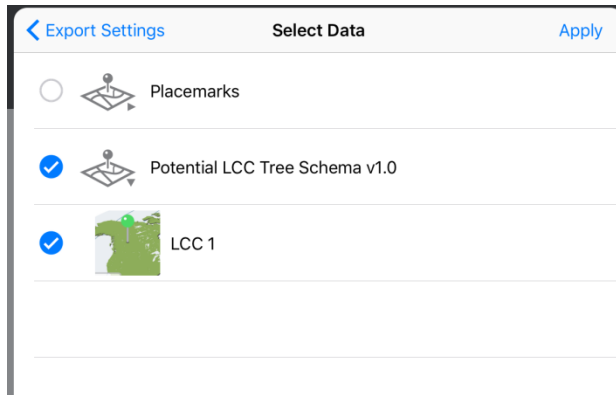 Export Settings
Select Data
Apply
Placemarks
Potential LCC Tree Schema v1.0
LCC 1